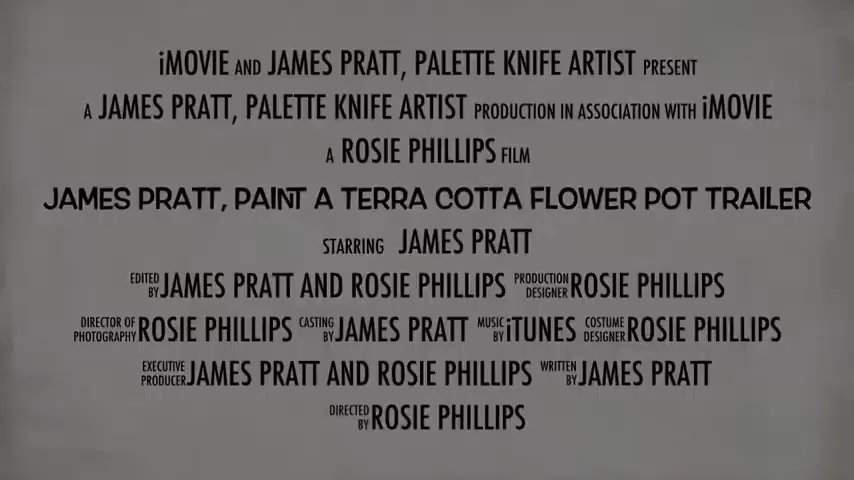 iMOVIE AND JAMES PRATT, PALETTE KNIFE ARTIST PRESENT
A JAMES PRATT, PALETTE KNIFE ARTIST PRODUCTION IN ASSOCIATION WITH iMOVIE
A ROSIE PHILLIPS FILM
JAMES PRATT, PAINT A TERRA COTTA FLOWER POT TRAILER
STARRING JAMES PRATT
EDITED BY JAMES PRATT AND ROSIE PHILLIPS PRODUCTION DESIGNER ROSIE PHILLIPS
DIRECTOR OF PHOTOGRAPHY ROSIE PHILLIPS CASTING BY JAMES PRATT MUSIC BY iTUNES COSTUME DESIGNER ROSIE PHILLIPS
EXECUTIVE PRODUCER JAMES PRATT AND ROSIE PHILLIPS WRITTEN BY JAMES PRATT
DIRECTED BY ROSIE PHILLIPS